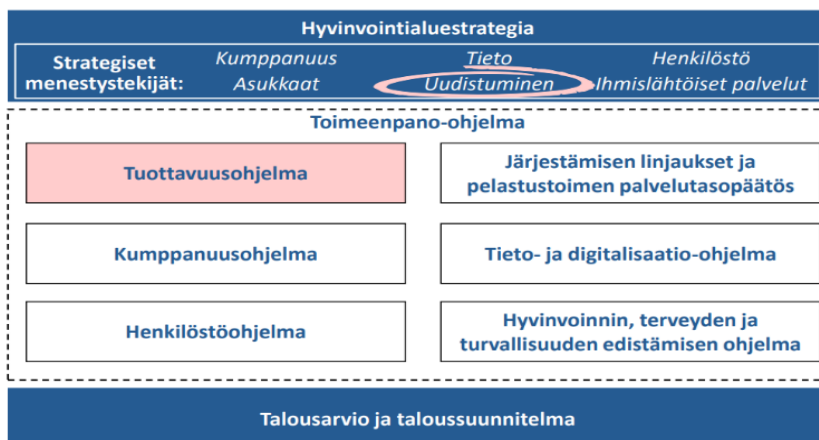 Hyvinvointialuestrategia
Strategiset menestystekijät:
Kumppanuus Tieto Henkilöstö
Asukkaat Uudistuminen Ihmislähtöiset palvelut
Toimeenpano-ohjelma
Tuottavuusohjelma
Järjestämisen linjaukset ja
pelastustoimen palvelutasopäätös
Kumppanuusohjelma
Tieto- ja digitalisaatio-ohjelma
Henkilöstöohjelma
Hyvinvoinnin, terveyden ja
turvallisuuden edistämisen ohjelma
Talousarvio ja taloussuunnitelma